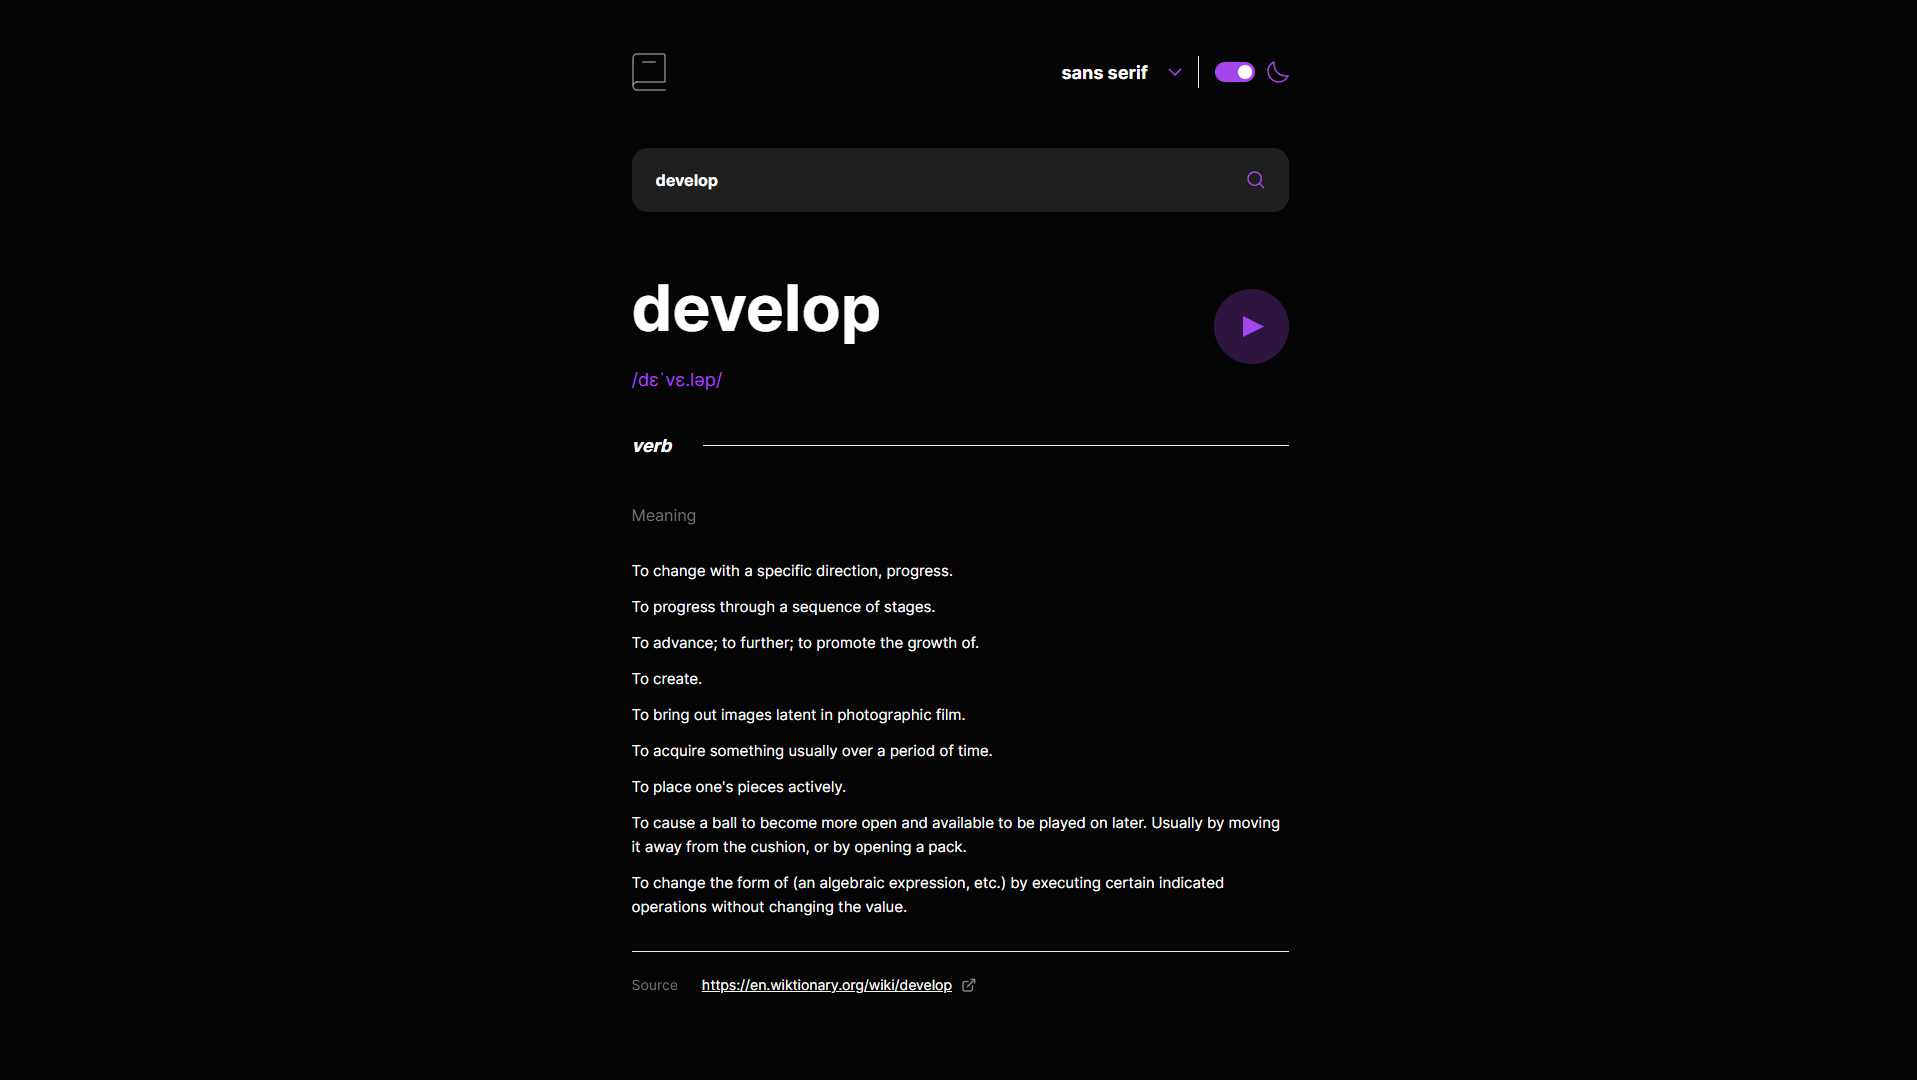 sans serif
develop
develop
/dɛˈvɛ.ləp/
verb
Meaning
To change with a specific direction, progress.
To progress through a sequence of stages.
To advance; to further; to promote the growth of.
To create.
To bring out images latent in photographic film.
To acquire something usually over a period of time.
To place one's pieces actively.
To cause a ball to become more open and available to be played on later. Usually by moving
it away from the cushion, or by opening a pack.
To change the form of (an algebraic expression, etc.) by executing certain indicated
operations without changing the value.
Source https://en.wiktionary.org/wiki/develop